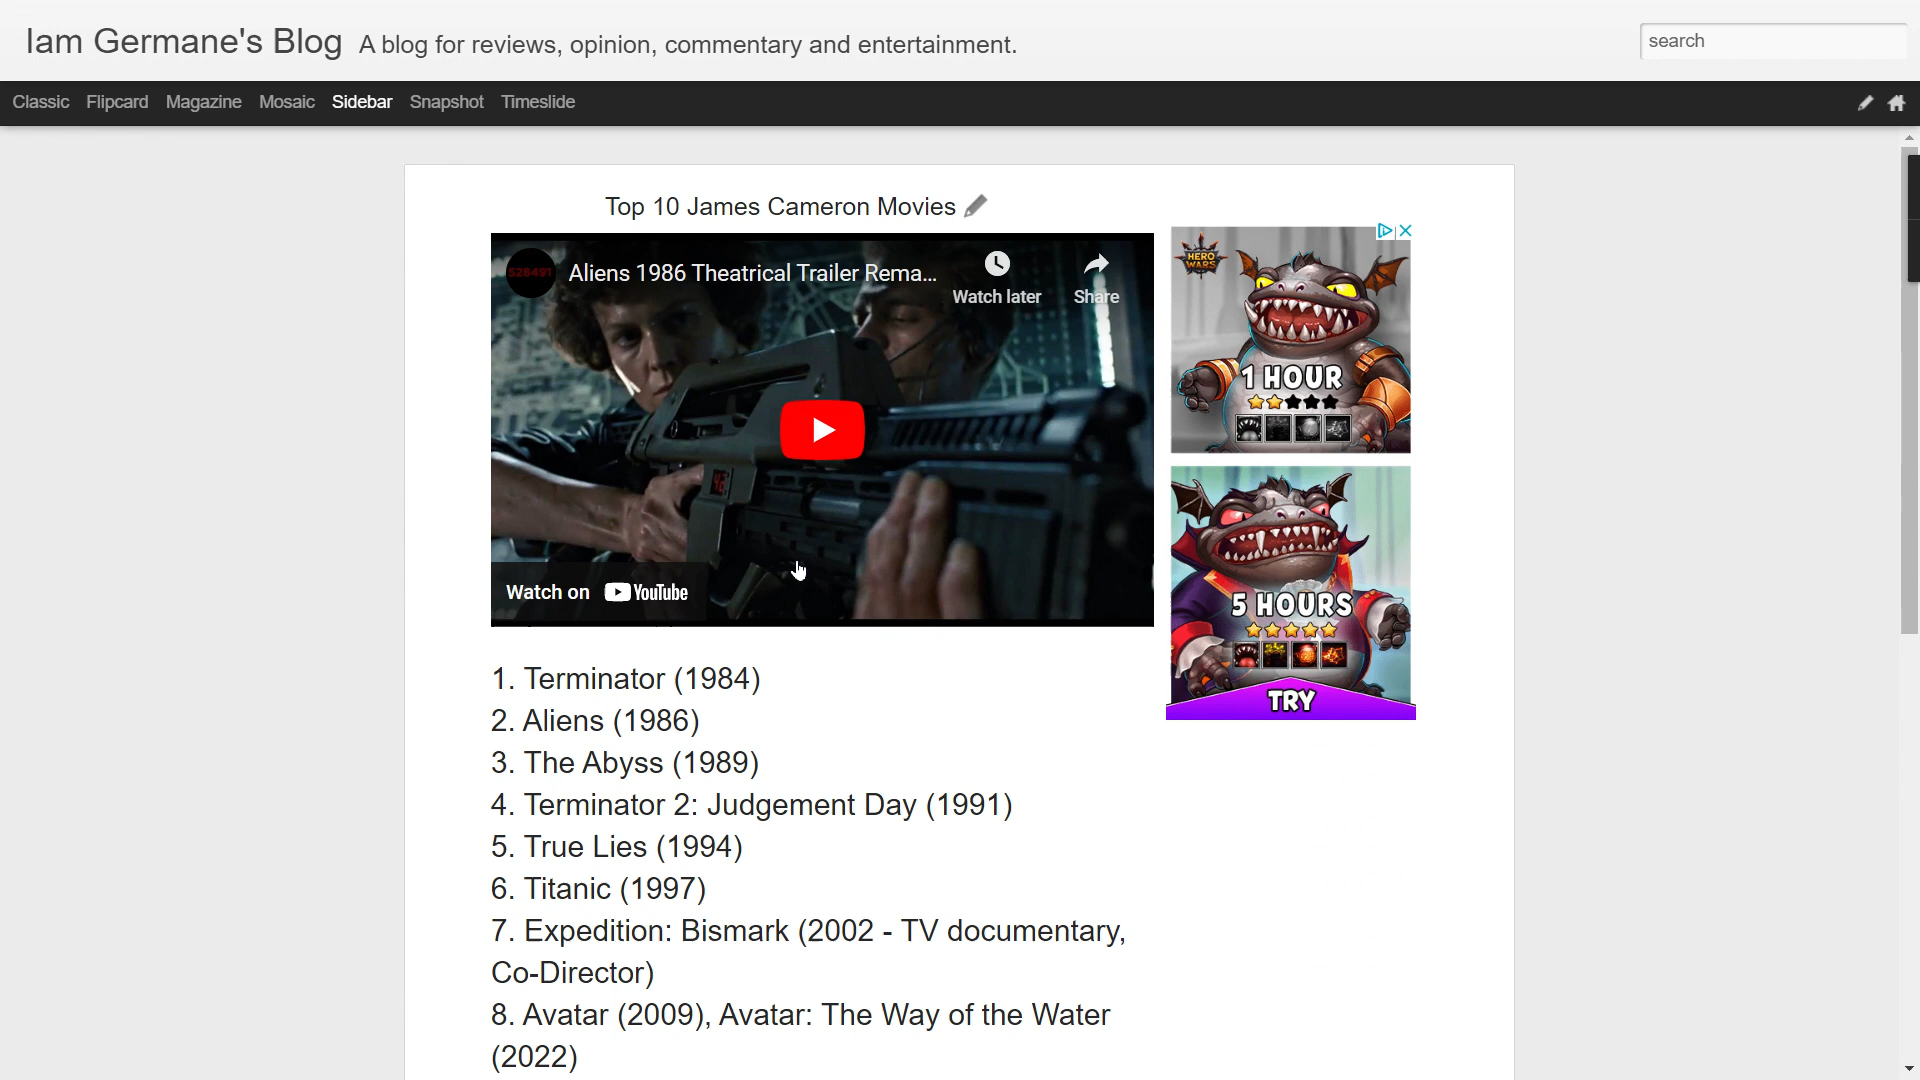 Iam Germane's Blog A blog for reviews, opinion, commentary and entertainment.
search
Classic Flipcard Magazine Mosaic Sidebar Snapshot Timeslide
Top 10 James Cameron Movies
528491
Aliens 1986 Theatrical Trailer Rema...
Watch later
Share
Watch on YouTube
HERO WARS
1 HOUR
5 HOURS
TRY
1. Terminator (1984)
2. Aliens (1986)
3. The Abyss (1989)
4. Terminator 2: Judgement Day (1991)
5. True Lies (1994)
6. Titanic (1997)
7. Expedition: Bismark (2002 - TV documentary,
Co-Director)
8. Avatar (2009), Avatar: The Way of the Water
(2022)